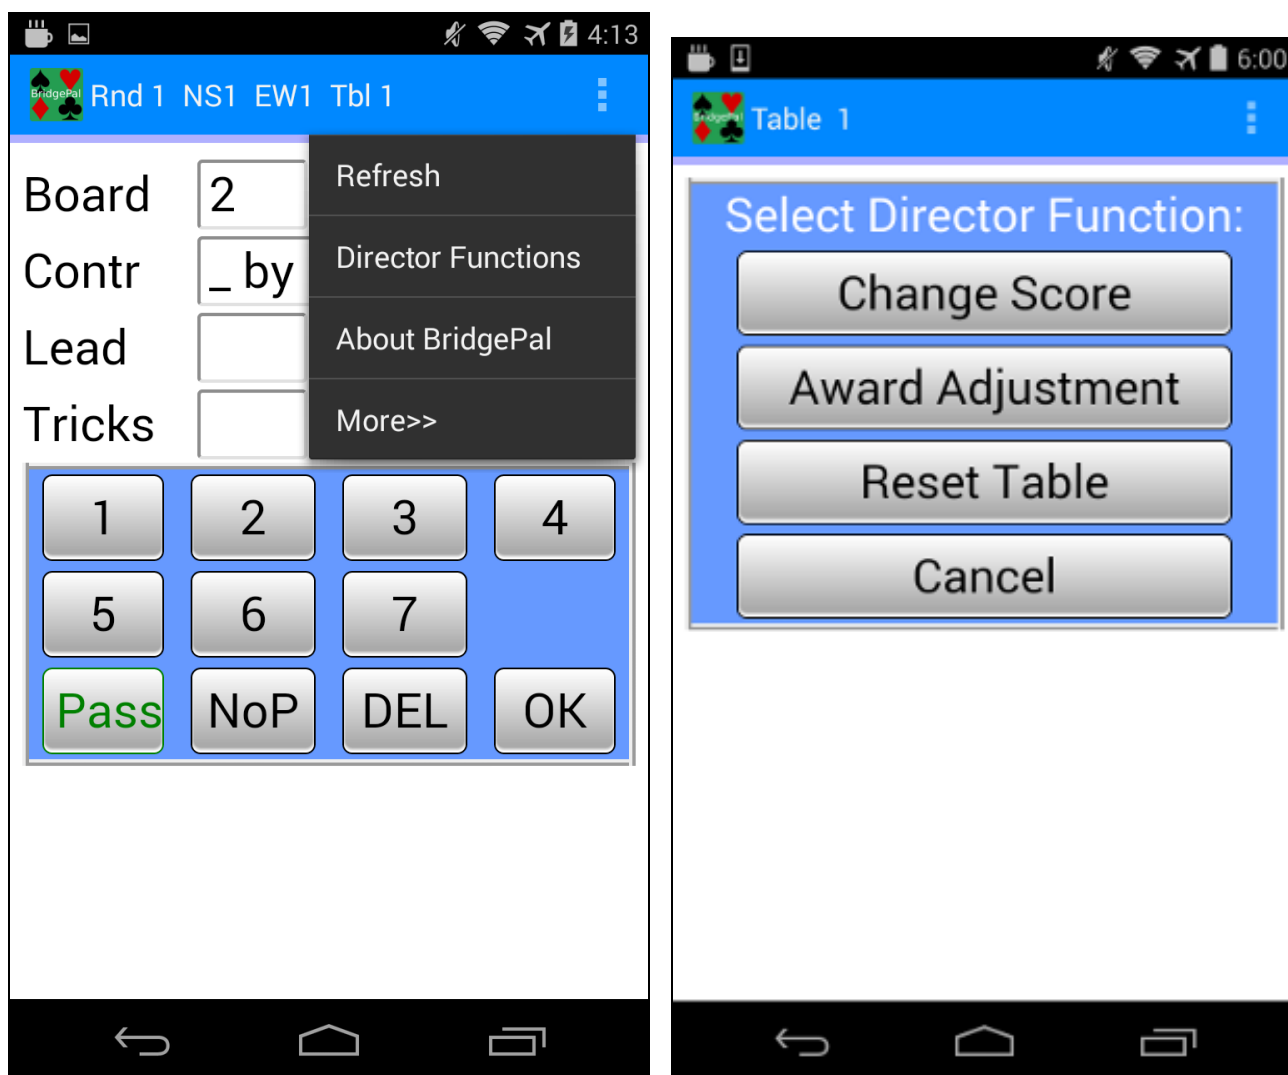 4:13
BridgePal
Rnd 1 NS1 EW1 Tbl 1
Board 2
Contr _ by
Lead
Tricks
Refresh
Director Functions
About BridgePal
More>>
1 2 3 4
5 6 7
Pass NoP DEL OK
6:00
BridgePal
Table 1
Select Director Function:
Change Score
Award Adjustment
Reset Table
Cancel